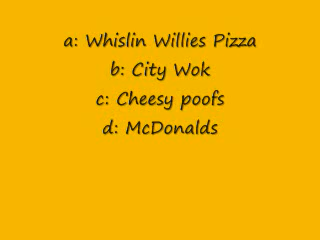 a: Whislin Willies Pizza
b: City Wok
c: Cheesy poofs
d: McDonalds